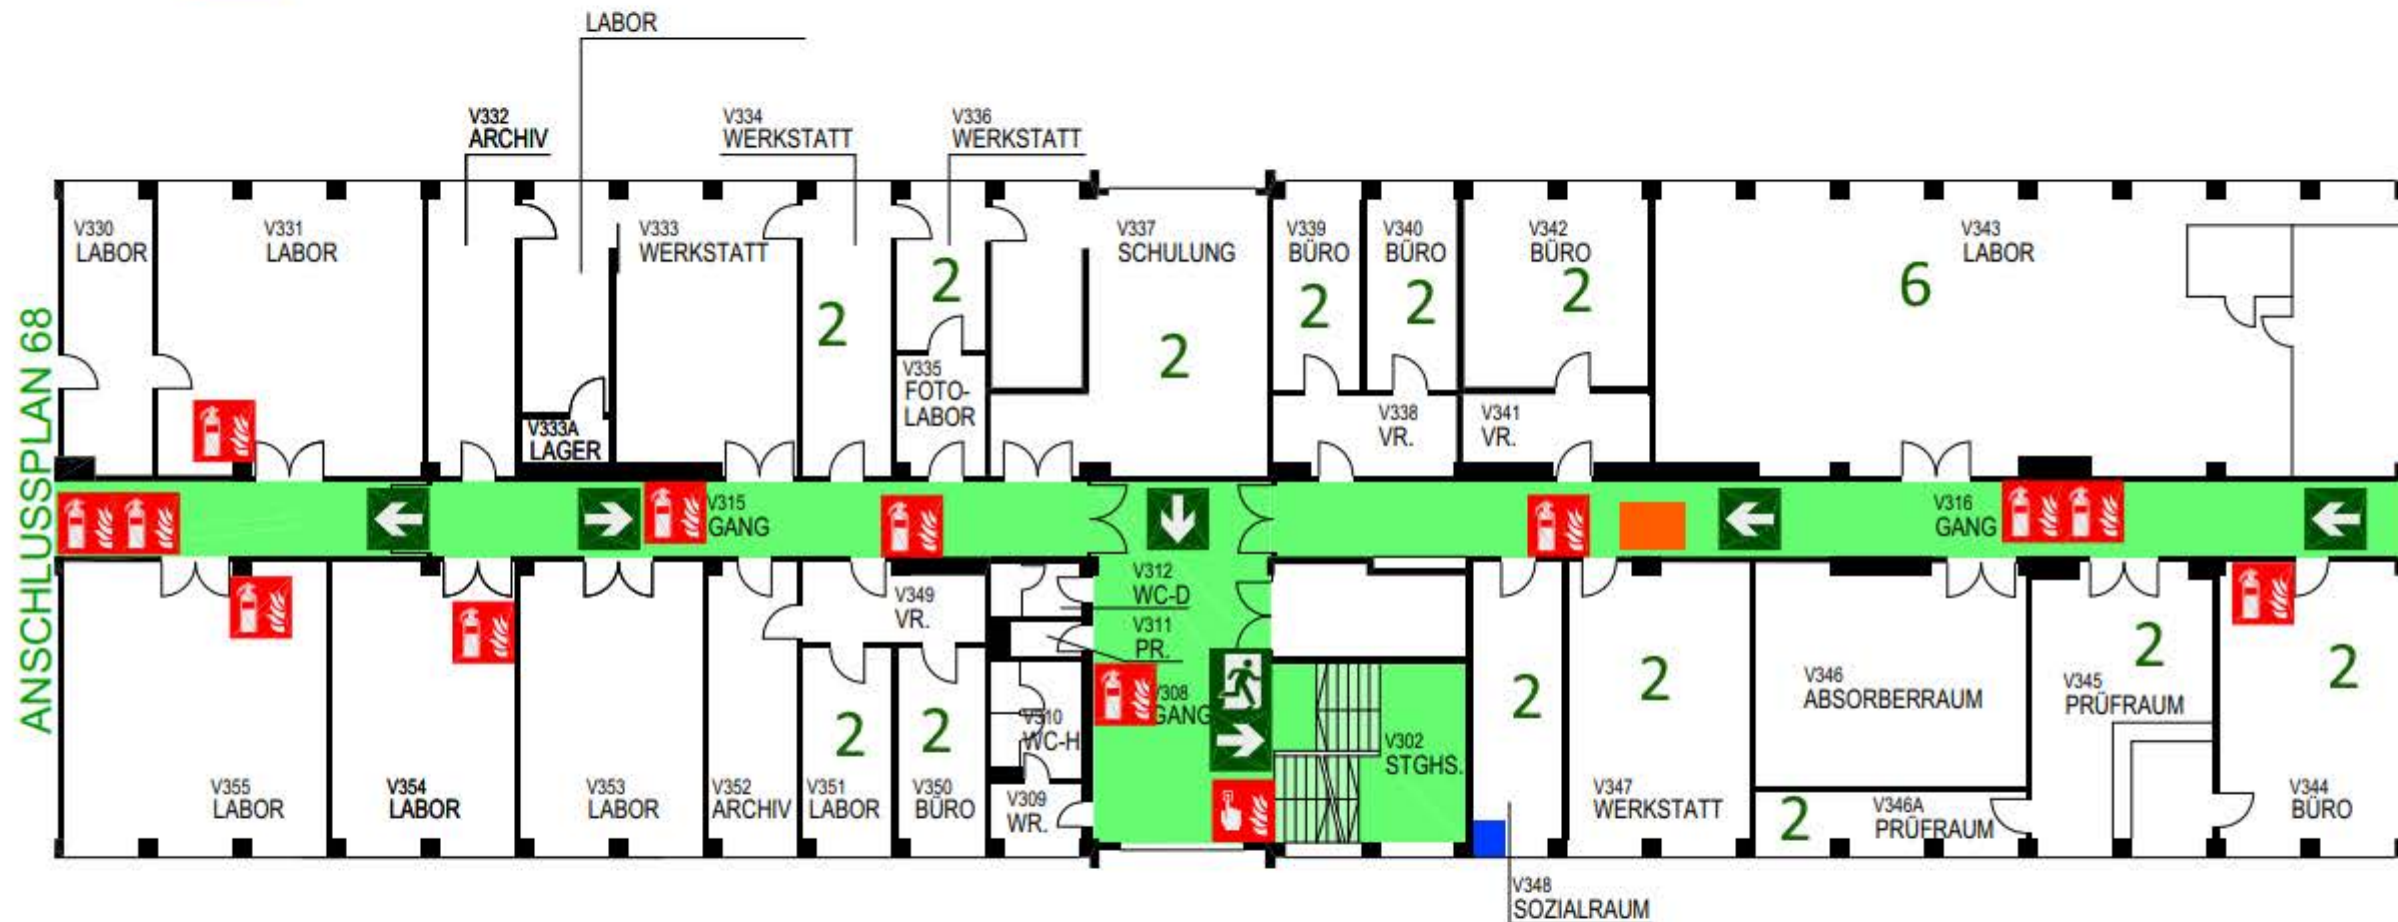 LABOR
V332
ARCHIV
V334
WERKSTATT
V336
WERKSTATT
V330
LABOR
V331
LABOR
V333
WERKSTATT
V337
SCHULUNG
V339
BÜRO
V340
BÜRO
V342
BÜRO
V343
LABOR
2
2
2
2
2
2
6
V335
FOTO-
LABOR
V333A
LAGER
V338
VR.
V341
VR.
ANSCHLUSSPLAN 68
V315
GANG
V316
GANG
V349
VR.
V312
WC-D
V311
PR.
V308
GANG
V310
WC-H
V302
STGHS.
2
2
2
2
2
2
V346
ABSORBERRAUM
V345
PRÜFRAUM
V355
LABOR
V354
LABOR
V353
LABOR
V352
ARCHIV
V351
LABOR
V350
BÜRO
V309
WR.
V347
WERKSTATT
2
V346A
PRÜFRAUM
V344
BÜRO
V348
SOZIALRAUM